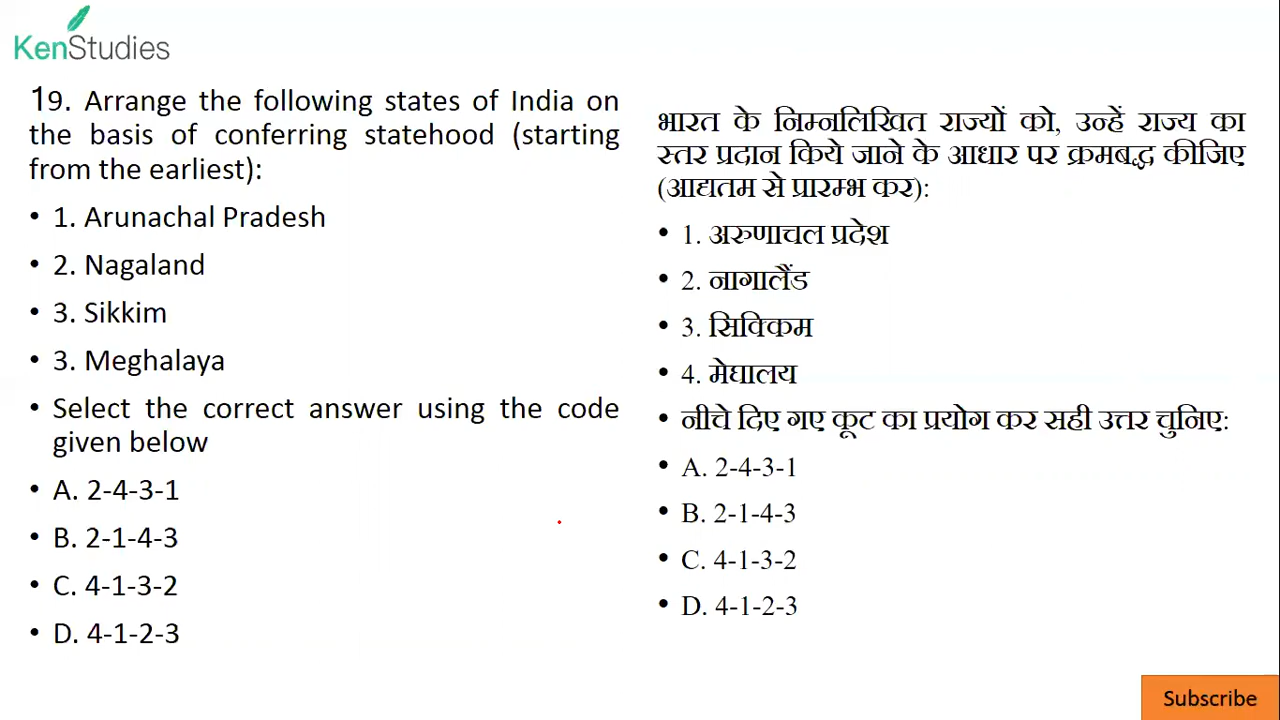 KenStudies
19. Arrange the following states of India on
the basis of conferring statehood (starting
from the earliest):
• 1. Arunachal Pradesh
• 2. Nagaland
• 3. Sikkim
• 3. Meghalaya
• Select the correct answer using the code
given below
• A. 2-4-3-1
• B. 2-1-4-3
• C. 4-1-3-2
• D. 4-1-2-3
भारत के निम्नलिखित राज्यों को, उन्हें राज्य का
स्तर प्रदान किये जाने के आधार पर क्रमबद्ध कीजिए
(आद्यतम से प्रारम्भ कर):
• 1. अरुणाचल प्रदेश
• 2. नागालैंड
• 3. सिक्किम
• 4. मेघालय
• नीचे दिए गए कूट का प्रयोग कर सही उत्तर चुनिए:
• A. 2-4-3-1
• B. 2-1-4-3
• C. 4-1-3-2
• D. 4-1-2-3
Subscribe